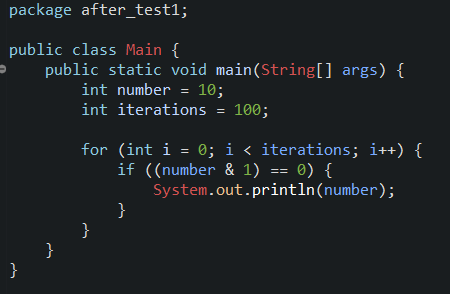 package after_test1;
public class Main {
public static void main(String[] args) {
int number = 10;
int iterations = 100;
for (int i = 0; i < iterations; i++) {
if ((number & 1) == 0) {
System.out.println(number);
}
}
}
}